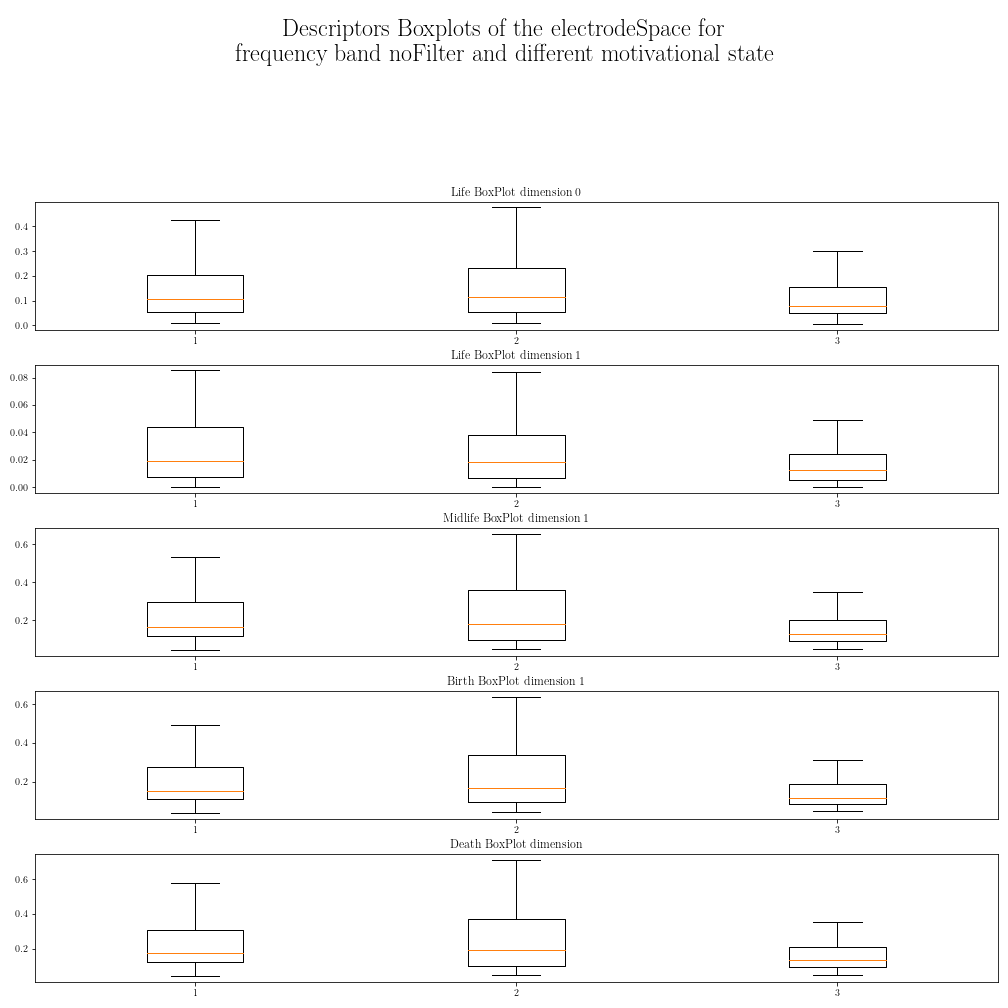 Descriptors Boxplots of the electrodeSpace for
frequency band noFilter and different motivational state
Life BoxPlot dimension 0
0.4
0.3
0.2
0.1
0.0
1 2 3
Life BoxPlot dimension 1
0.08
0.06
0.04
0.02
0.00
1 2 3
Midlife BoxPlot dimension 1
0.6
0.4
0.2
1 2 3
Birth BoxPlot dimension 1
0.6
0.4
0.2
1 2 3
Death BoxPlot dimension
0.6
0.4
0.2
1 2 3